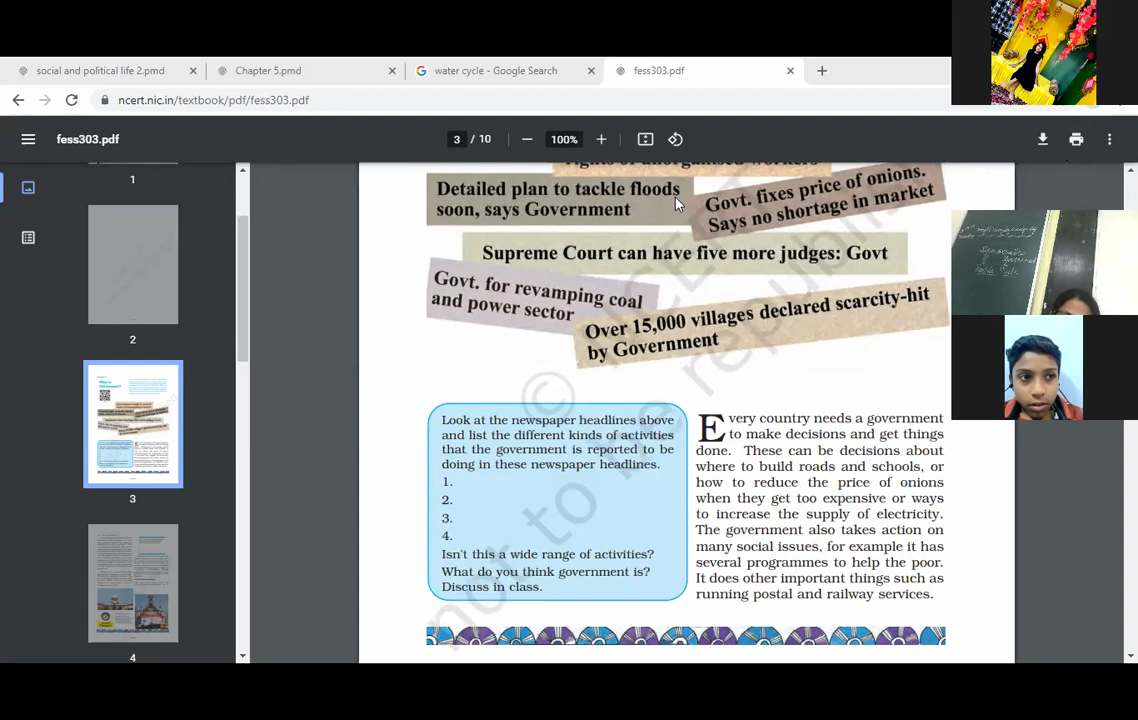 social and political life 2.pmd
Chapter 5.pmd
water cycle - Google Search
fess303.pdf
ncert.nic.in/textbook/pdf/fess303.pdf
fess303.pdf
3 / 10
100%
1
2
3
4
rights of unorganised workers
Detailed plan to tackle floods
soon, says Government
Govt. fixes price of onions.
Says no shortage in market
Supreme Court can have five more judges: Govt
Govt. for revamping coal
and power sector
Over 15,000 villages declared scarcity-hit
by Government
Look at the newspaper headlines above
and list the different kinds of activities
that the government is reported to be
doing in these newspaper headlines.
1.
2.
3.
4.
Isn't this a wide range of activities?
What do you think government is?
Discuss in class.
Every country needs a government
to make decisions and get things
done. These can be decisions about
where to build roads and schools, or
how to reduce the price of onions
when they get too expensive or ways
to increase the supply of electricity.
The government also takes action on
many social issues, for example it has
several programmes to help the poor.
It does other important things such as
running postal and railway services.
not to be republished